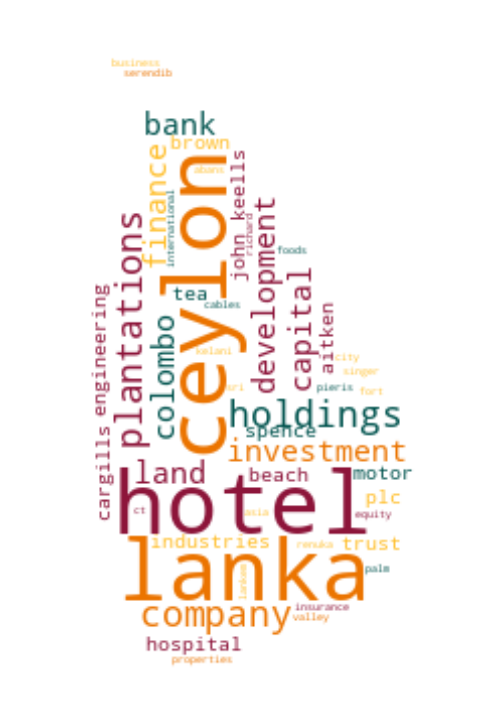 business
serendib
bank
brown
finance
abans
ceylon
international
john keells
richard
plantations
development
foods
tea
cables
capital
engineering
colombo
aitken
kelani
city
singer
sri
pieris
fort
holdings
spence
investment
cargills
land
beach
motor
hotel
plc
ct
asia
equity
industries
renuka
trust
lanka
lankem
palm
company
insurance
valley
hospital
properties